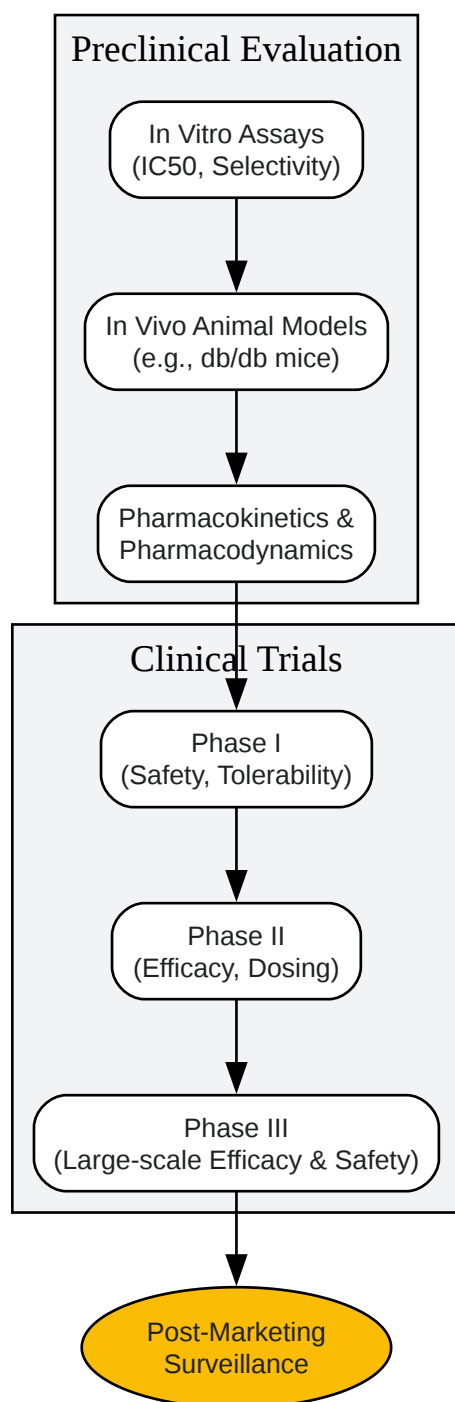 Preclinical Evaluation
In Vitro Assays
(IC50, Selectivity)
In Vivo Animal Models
(e.g., db/db mice)
Pharmacokinetics &
Pharmacodynamics
Clinical Trials
Phase I
(Safety, Tolerability)
Phase II
(Efficacy, Dosing)
Phase III
(Large-scale Efficacy & Safety)
Post-Marketing
Surveillance